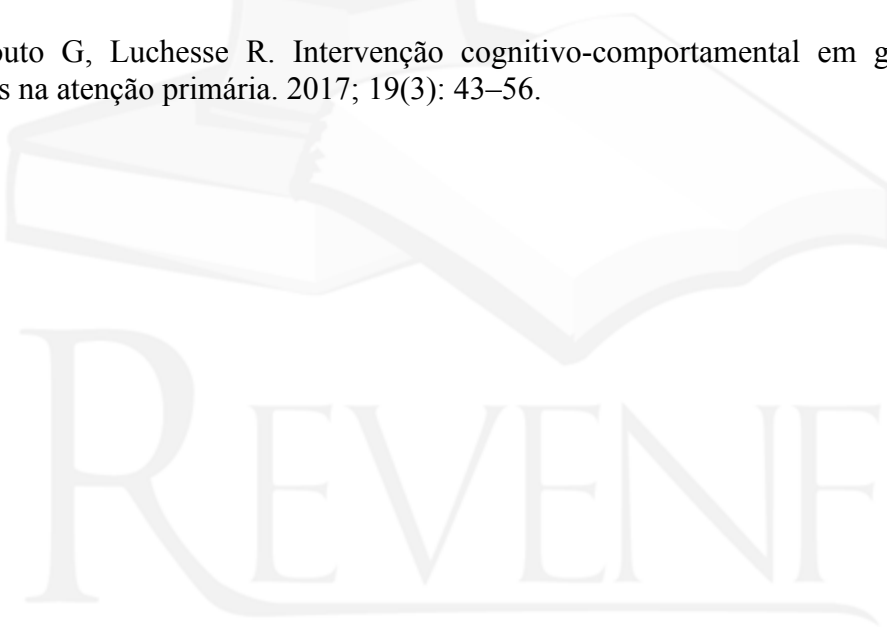 outo G, Luchesse R. Intervenção cognitivo-comportamental em g
s na atenção primária. 2017; 19(3): 43–56.
REVENF